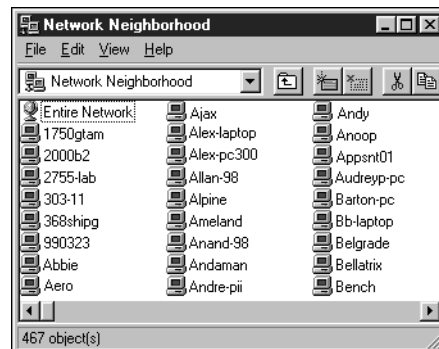 Network Neighborhood
File Edit View Help
Network Neighborhood
Entire Network
1750gtam
2000b2
2755-lab
303-11
368shipg
990323
Abbie
Aero
Ajax
Alex-laptop
Alex-pc300
Allan-98
Alpine
Ameland
Anand-98
Andaman
Andre-pii
Andy
Anoop
Appsnt01
Audreyp-pc
Barton-pc
Bb-laptop
Belgrade
Bellatrix
Bench
467 object(s)